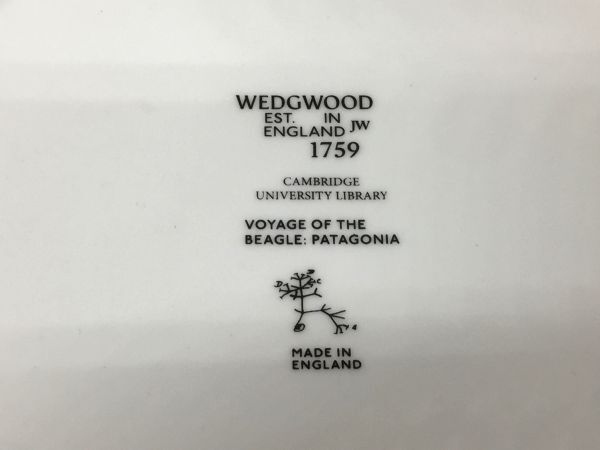 WEDGWOOD
EST. IN
ENGLAND JW
1759
CAMBRIDGE
UNIVERSITY LIBRARY
VOYAGE OF THE
BEAGLE: PATAGONIA
MADE IN
ENGLAND